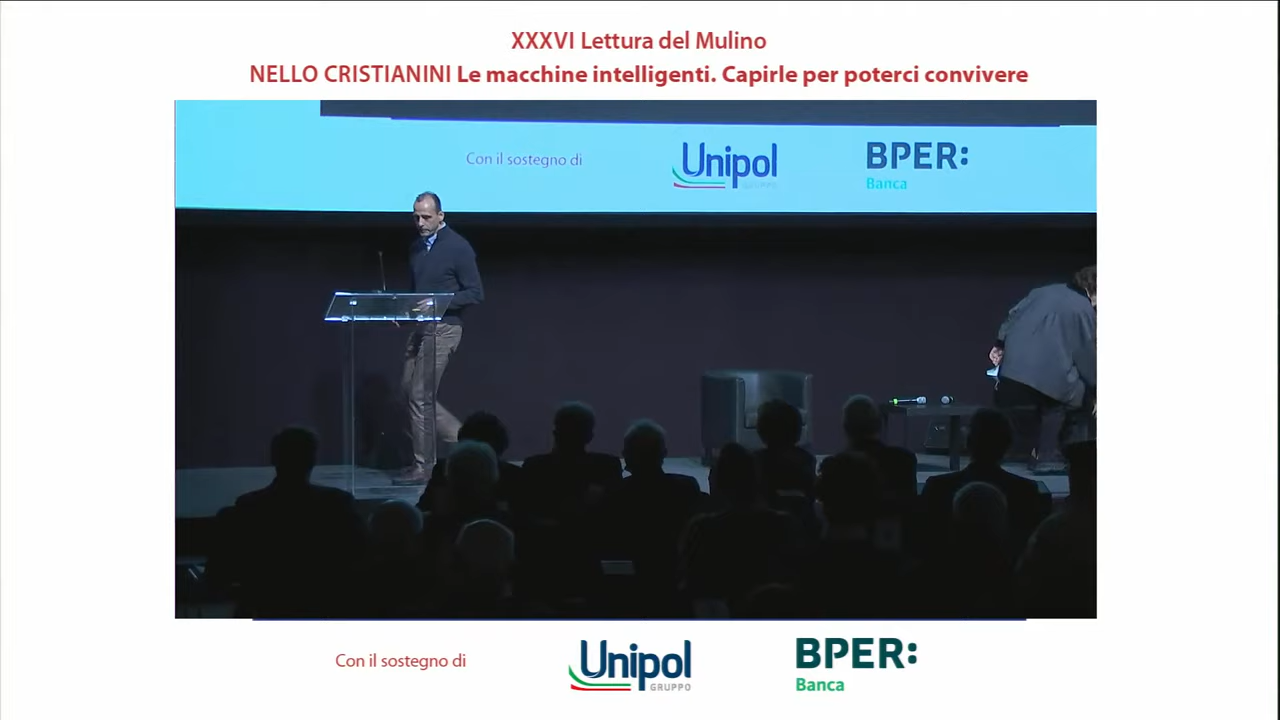 XXXVI Lettura del Mulino
NELLO CRISTIANINI Le macchine intelligenti. Capirle per poterci convivere
Con il sostegno di
Unipol
GRUPPO
BPER:
Banca
Con il sostegno di
Unipol
GRUPPO
BPER:
Banca